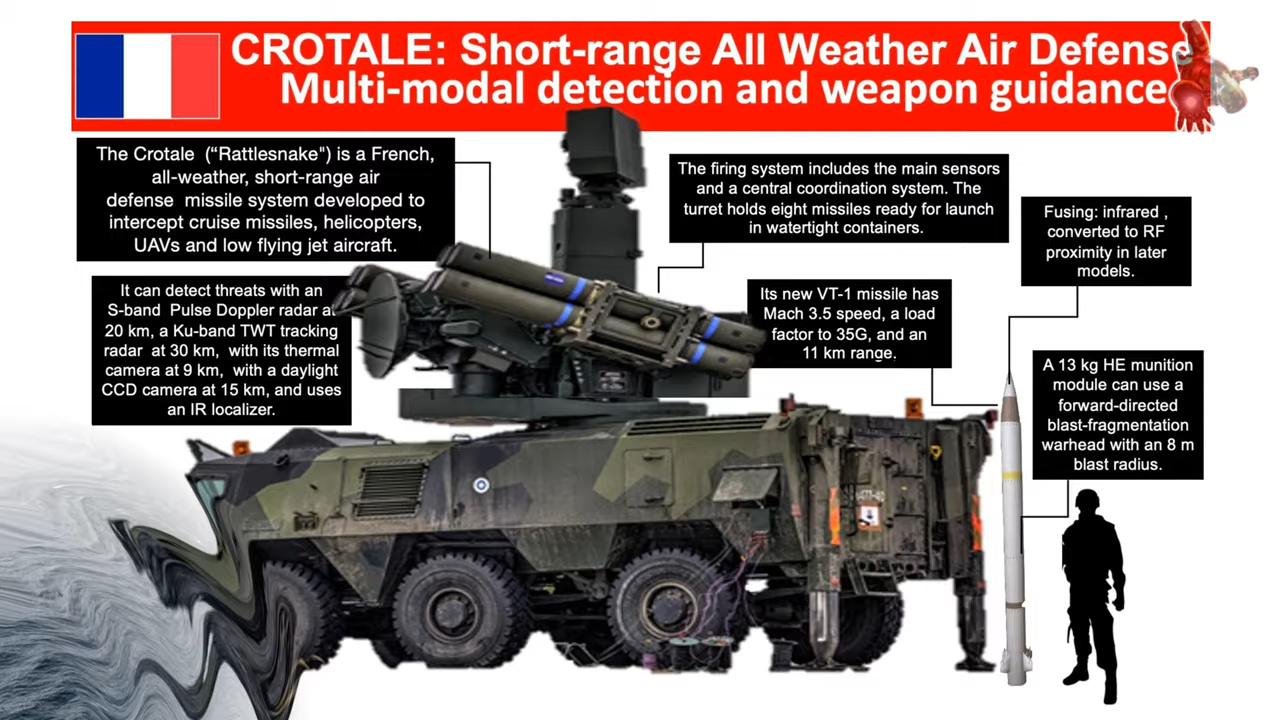 CROTALE: Short-range All Weather Air Defense
Multi-modal detection and weapon guidance
The Crotale (“Rattlesnake") is a French,
all-weather, short-range air
defense missile system developed to
intercept cruise missiles, helicopters,
UAVs and low flying jet aircraft.
It can detect threats with an
S-band Pulse Doppler radar at
20 km, a Ku-band TWT tracking
radar at 30 km, with its thermal
camera at 9 km, with a daylight
CCD camera at 15 km, and uses
an IR localizer.
The firing system includes the main sensors
and a central coordination system. The
turret holds eight missiles ready for launch
in watertight containers.
Its new VT-1 missile has
Mach 3.5 speed, a load
factor to 35G, and an
11 km range.
Fusing: infrared ,
converted to RF
proximity in later
models.
A 13 kg HE munition
module can use a
forward-directed
blast-fragmentation
warhead with an 8 m
blast radius.